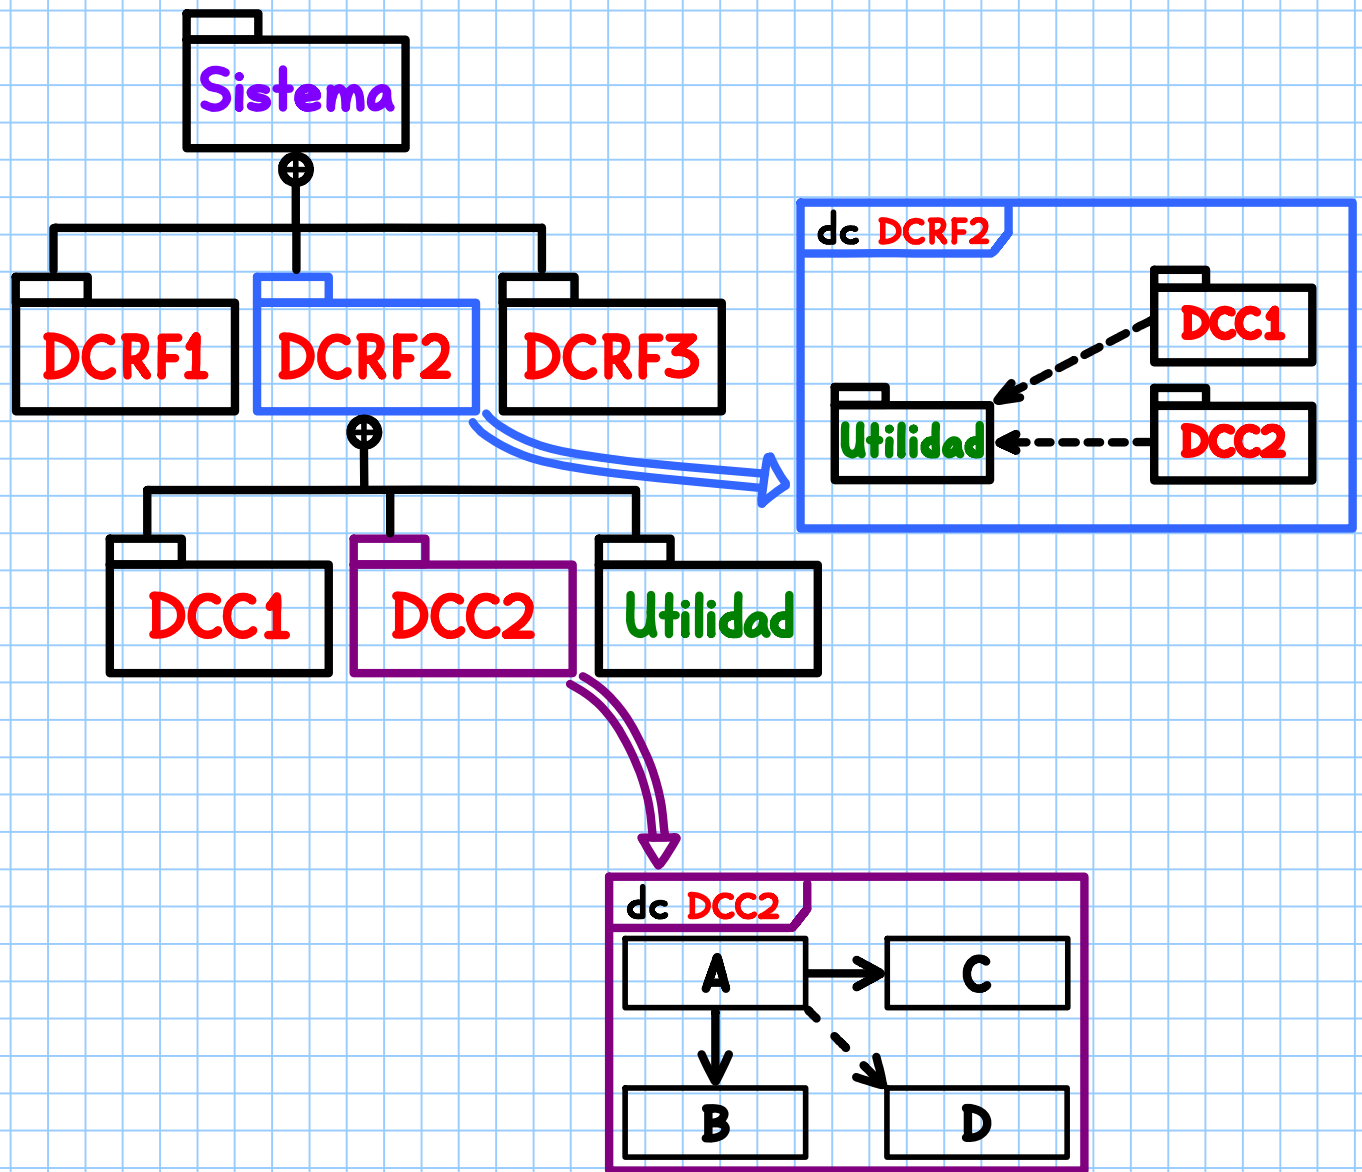 Sistema
DCRF1
DCRF2
DCRF3
dc DCRF2
DCC1
Utilidad
DCC2
DCC1
DCC2
Utilidad
dc DCC2
A
C
B
D